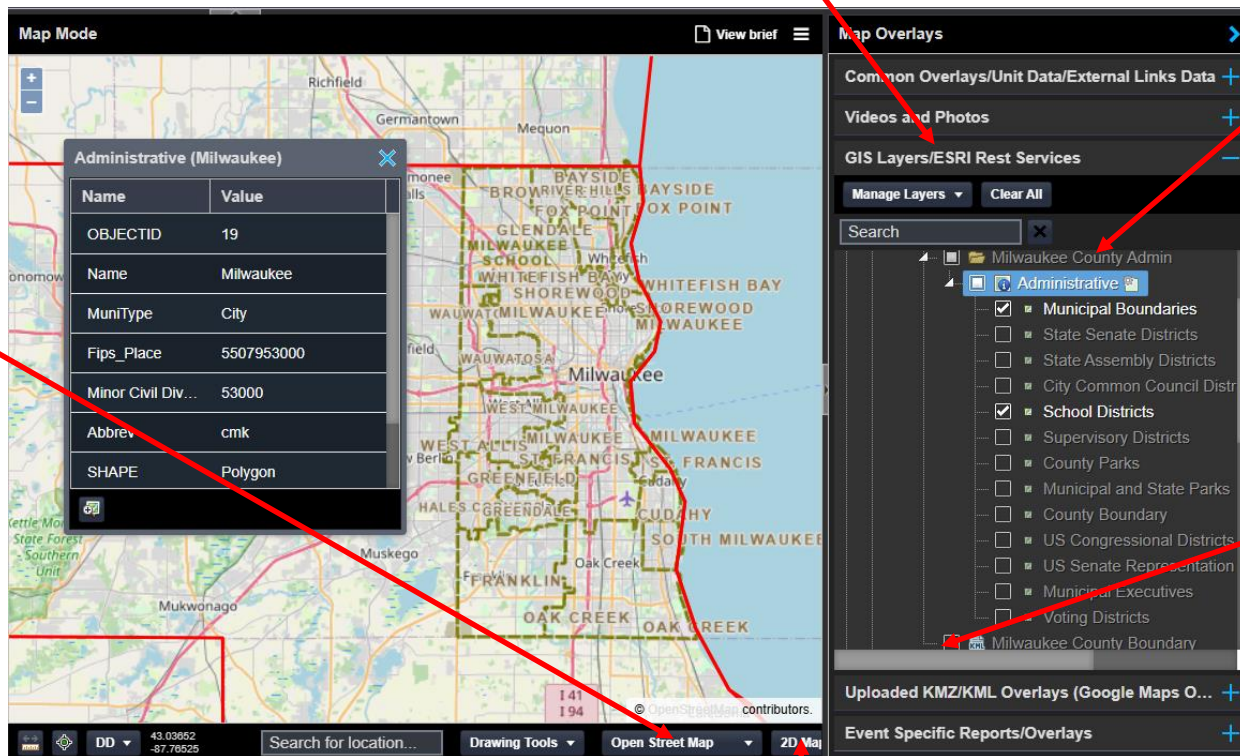 Map Mode
View brief
Map Overlays
Richfield
Germantown
Mequon
Administrative (Milwaukee)
Name Value
OBJECTID 19
Name Milwaukee
MuniType City
Fips_Place 5507953000
Minor Civil Div... 53000
Abbrev cmk
SHAPE Polygon
BAYSIDE
BROW RIVER HILLS BAYSIDE
FOX POINT FOX POINT
GLENDALE
MILWAUKEE
SCHOOL
WHITEFISH BAY WHITEFISH BAY
SHOREWOOD SHOREWOOD
MILWAUKEE
MILWAUKEE
WAUWATOSA
Milwaukee
WEST MILWAUKEE
WEST ALLIS MILWAUKEE MILWAUKEE
ST. FRANCIS ST. FRANCIS
GREENFIELD Cudahy
GREENDALE CUDAHY
SOUTH MILWAUKEE
Muskego
Oak Creek
FRANKLIN
Mukwonago
OAK CREEK OAK CREEK
State Forest
- Southern
Unit
I 41
I 94
© OpenStreetMap contributors.
DD
43.03652
-87.76525
Search for location...
Drawing Tools
Open Street Map
2D Map
Common Overlays/Unit Data/External Links Data
Videos and Photos
GIS Layers/ESRI Rest Services
Manage Layers
Clear All
Search
Milwaukee County Admin
Administrative
Municipal Boundaries
State Senate Districts
State Assembly Districts
City Common Council Distr
School Districts
Supervisory Districts
County Parks
Municipal and State Parks
County Boundary
US Congressional Districts
US Senate Representation
Municipal Executives
Voting Districts
Milwaukee County Boundary
Uploaded KMZ/KML Overlays (Google Maps O...
Event Specific Reports/Overlays